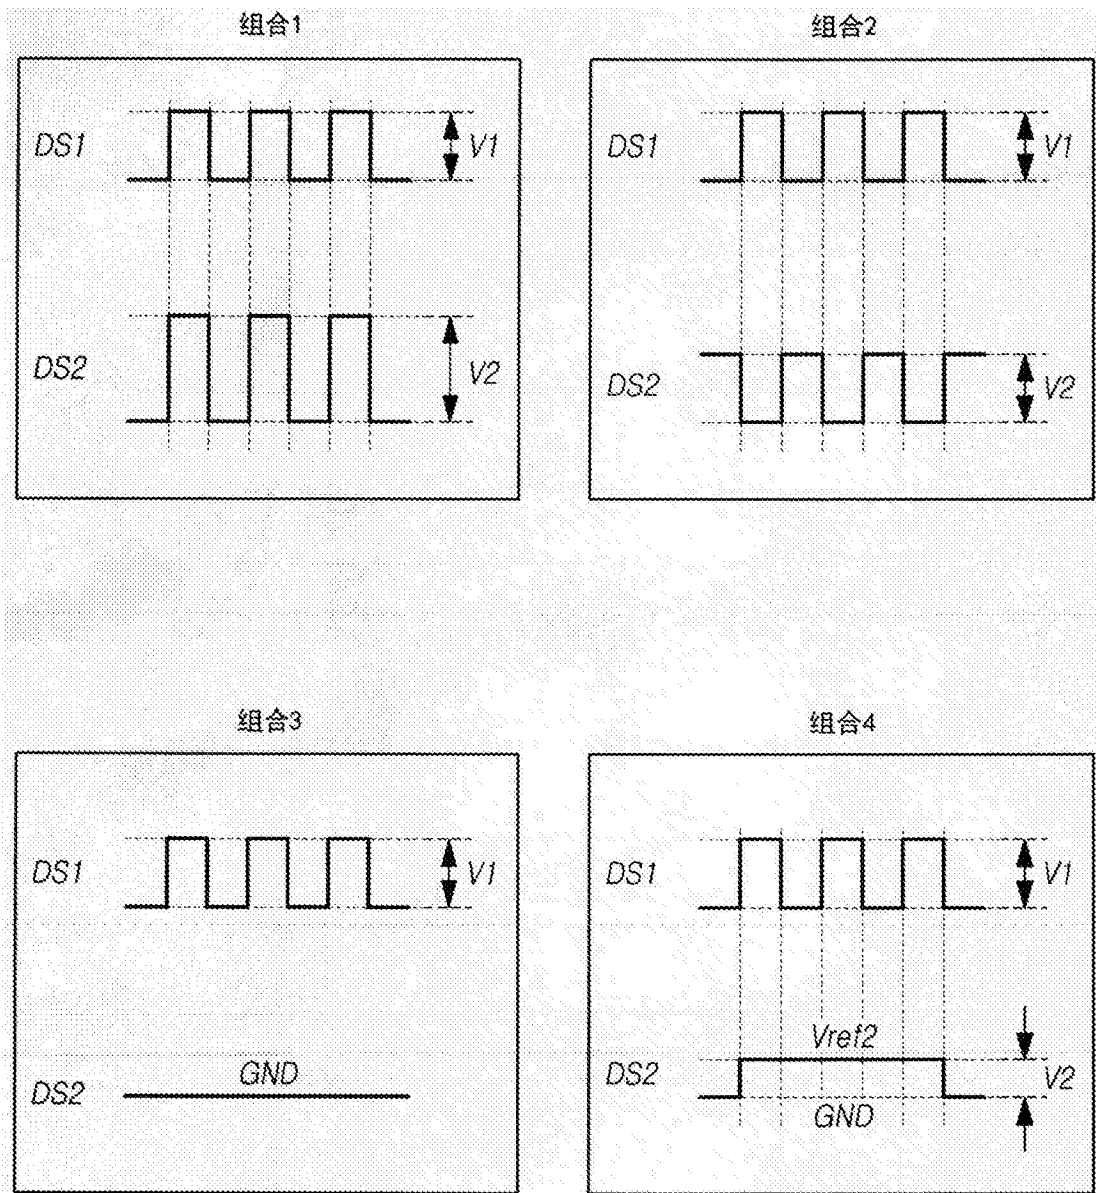 组合1
DS1
V1
DS2
V2
组合2
DS1
V1
DS2
V2
组合3
DS1
V1
DS2
GND
组合4
DS1
V1
DS2
Vref2
GND
V2